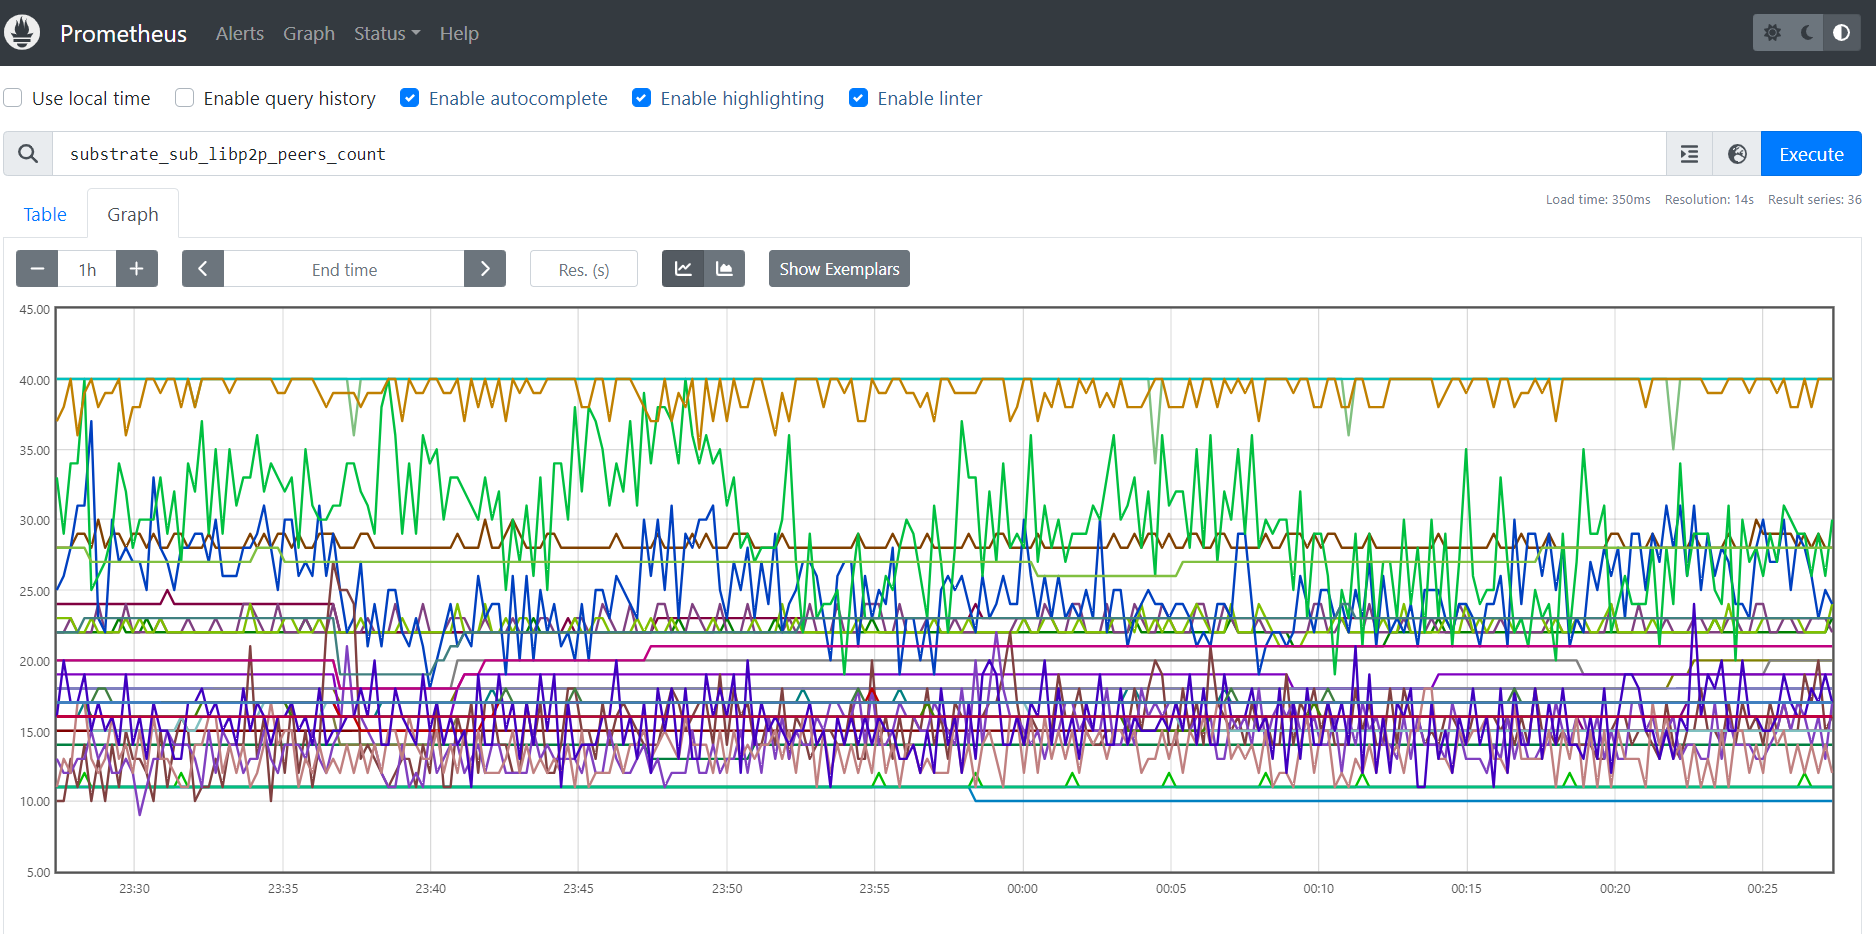 Prometheus Alerts Graph Status Help
Use local time Enable query history Enable autocomplete Enable highlighting Enable linter
substrate_sub_libp2p_peers_count Execute
Load time: 350ms Resolution: 14s Result series: 36
Table Graph
1h End time Res. (s) Show Exemplars
45.00
40.00
35.00
30.00
25.00
20.00
15.00
10.00
5.00
23:30 23:35 23:40 23:45 23:50 23:55 00:00 00:05 00:10 00:15 00:20 00:25